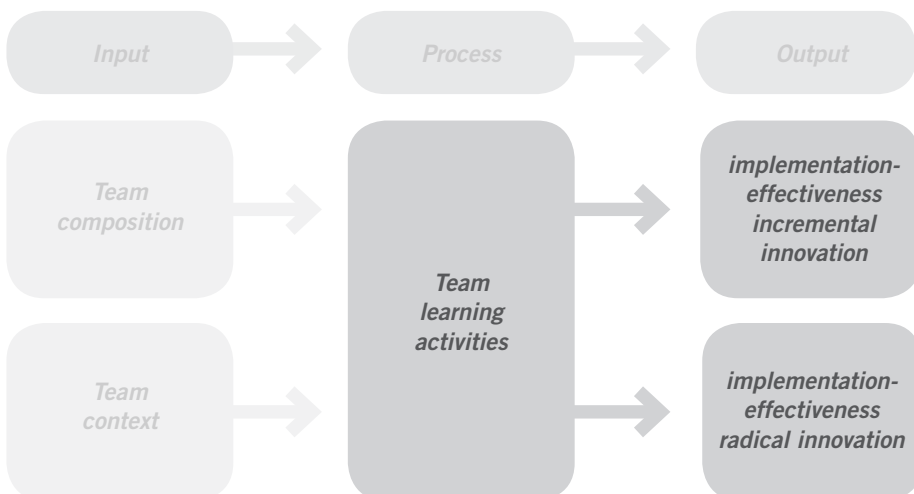 Input
Process
Output
Team
composition
Team
context
Team
learning
activities
implementation-
effectiveness
incremental
innovation
implementation-
effectiveness
radical innovation